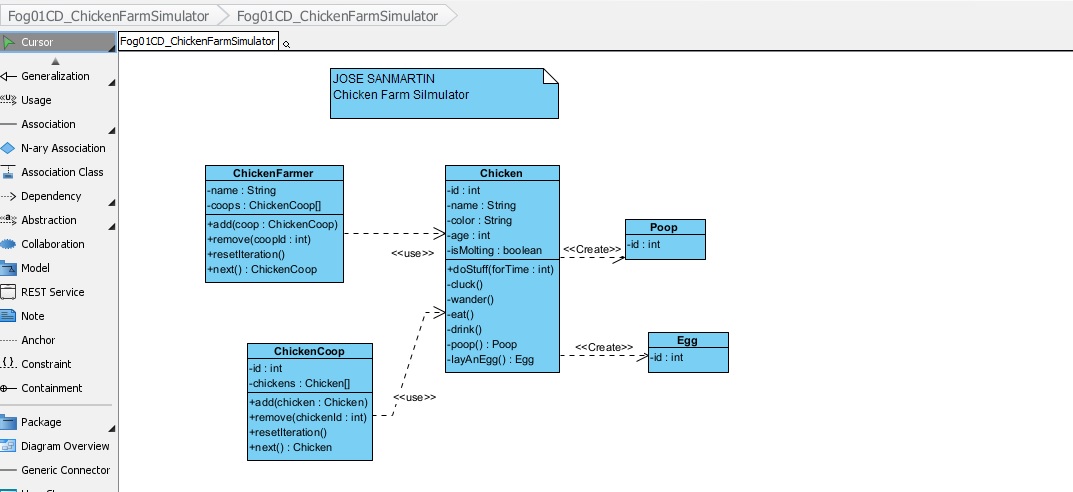 Fog01CD_ChickenFarmSimulator
Fog01CD_ChickenFarmSimulator
Cursor
Fog01CD_ChickenFarmSimulator
Generalization
<<u>>
Usage
Association
N-ary Association
Association Class
Dependency
<<a>>
Abstraction
Collaboration
Model
REST Service
Note
Anchor
{ }
Constraint
Containment
Package
Diagram Overview
Generic Connector
JOSE SANMARTIN
Chicken Farm Silmulator
ChickenFarmer
-name : String
-coops : ChickenCoop[]
+add(coop : ChickenCoop)
+remove(coopId : int)
+resetIteration()
+next() : ChickenCoop
<<use>>
Chicken
-id : int
-name : String
-color : String
-age : int
-isMolting : boolean
+doStuff(forTime : int)
-cluck()
-wander()
-eat()
-drink()
-poop() : Poop
-layAnEgg() : Egg
<<Create>>
Poop
-id : int
<<Create>>
Egg
-id : int
ChickenCoop
-id : int
-chickens : Chicken[]
+add(chicken : Chicken)
+remove(chickenId : int)
+resetIteration()
+next() : Chicken
<<use>>